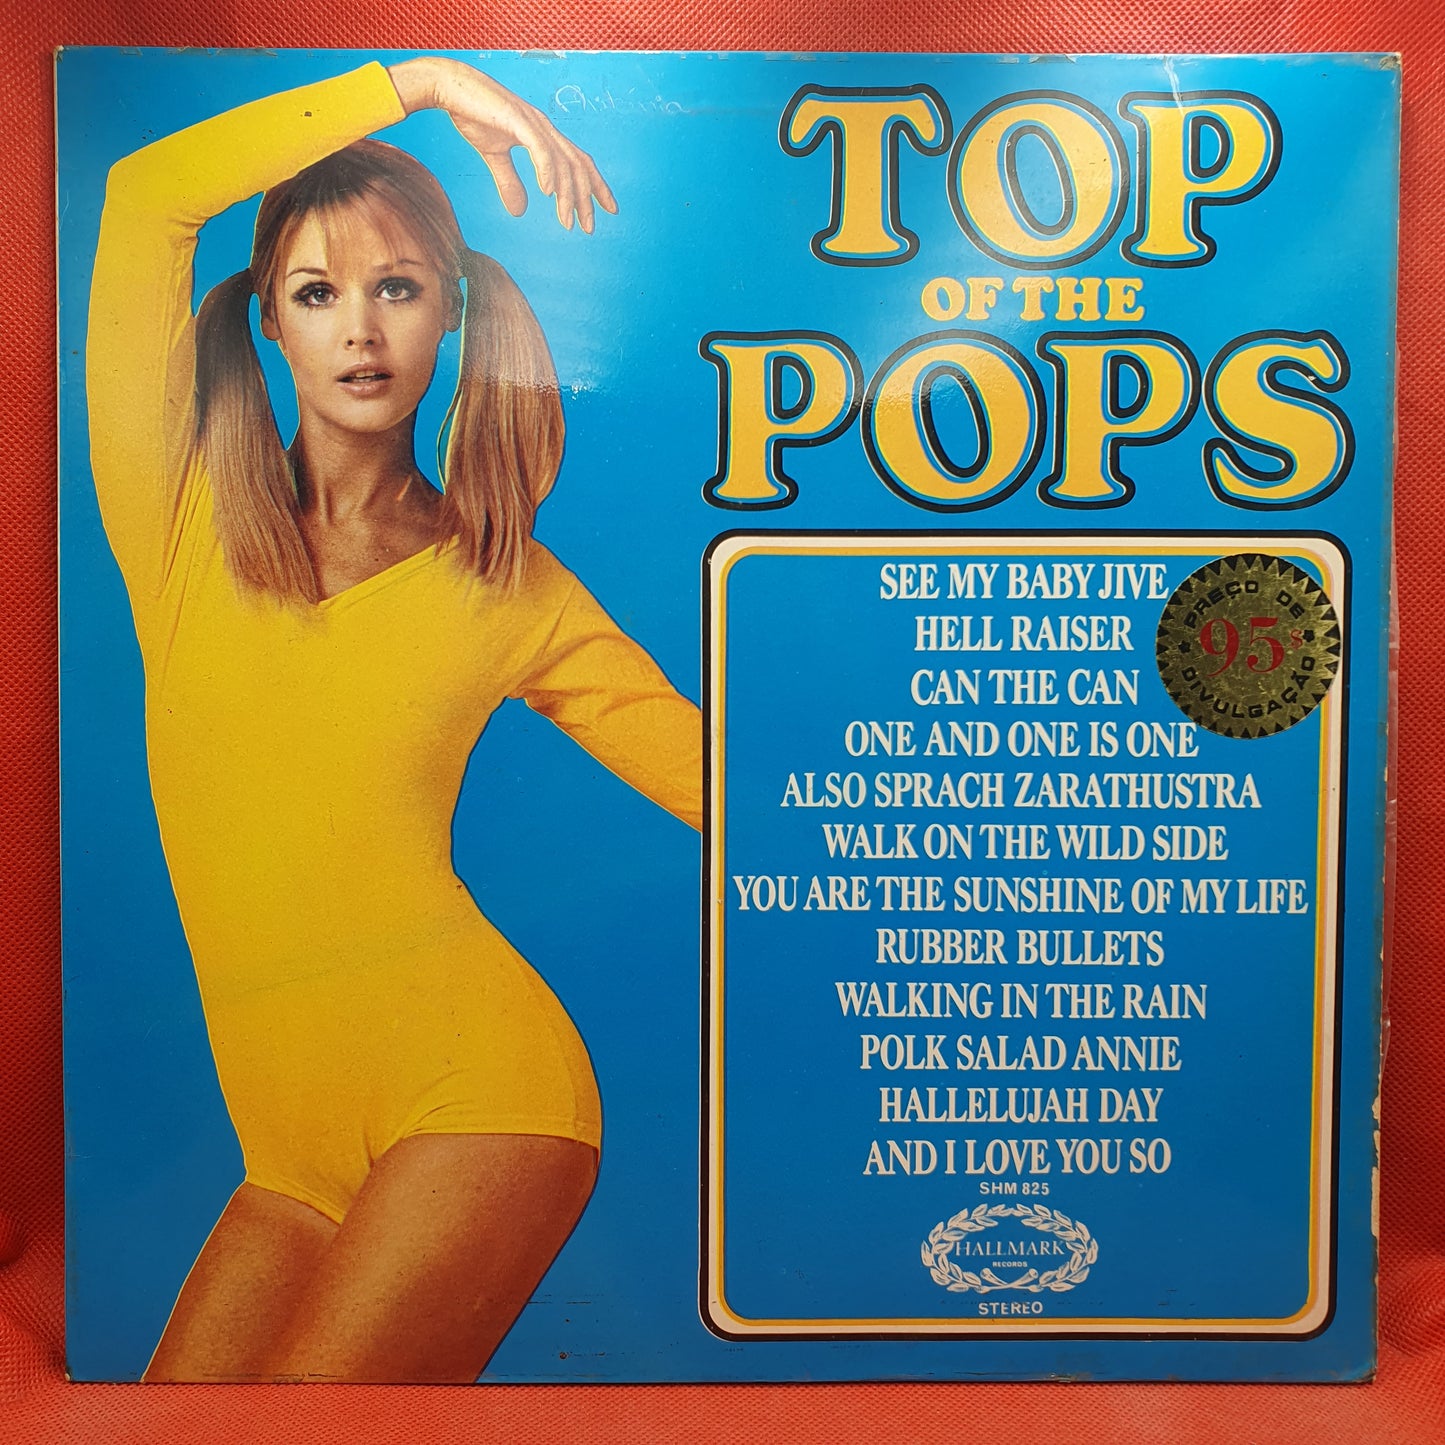 Antónia
TOP
OF THE
POPS
SEE MY BABY JIVE
HELL RAISER
CAN THE CAN
ONE AND ONE IS ONE
ALSO SPRACH ZARATHUSTRA
WALK ON THE WILD SIDE
YOU ARE THE SUNSHINE OF MY LIFE
RUBBER BULLETS
WALKING IN THE RAIN
POLK SALAD ANNIE
HALLELUJAH DAY
AND I LOVE YOU SO
SHM 825
HALLMARK
RECORDS
STEREO
PREÇO DE
95s
DIVULGAÇÃO